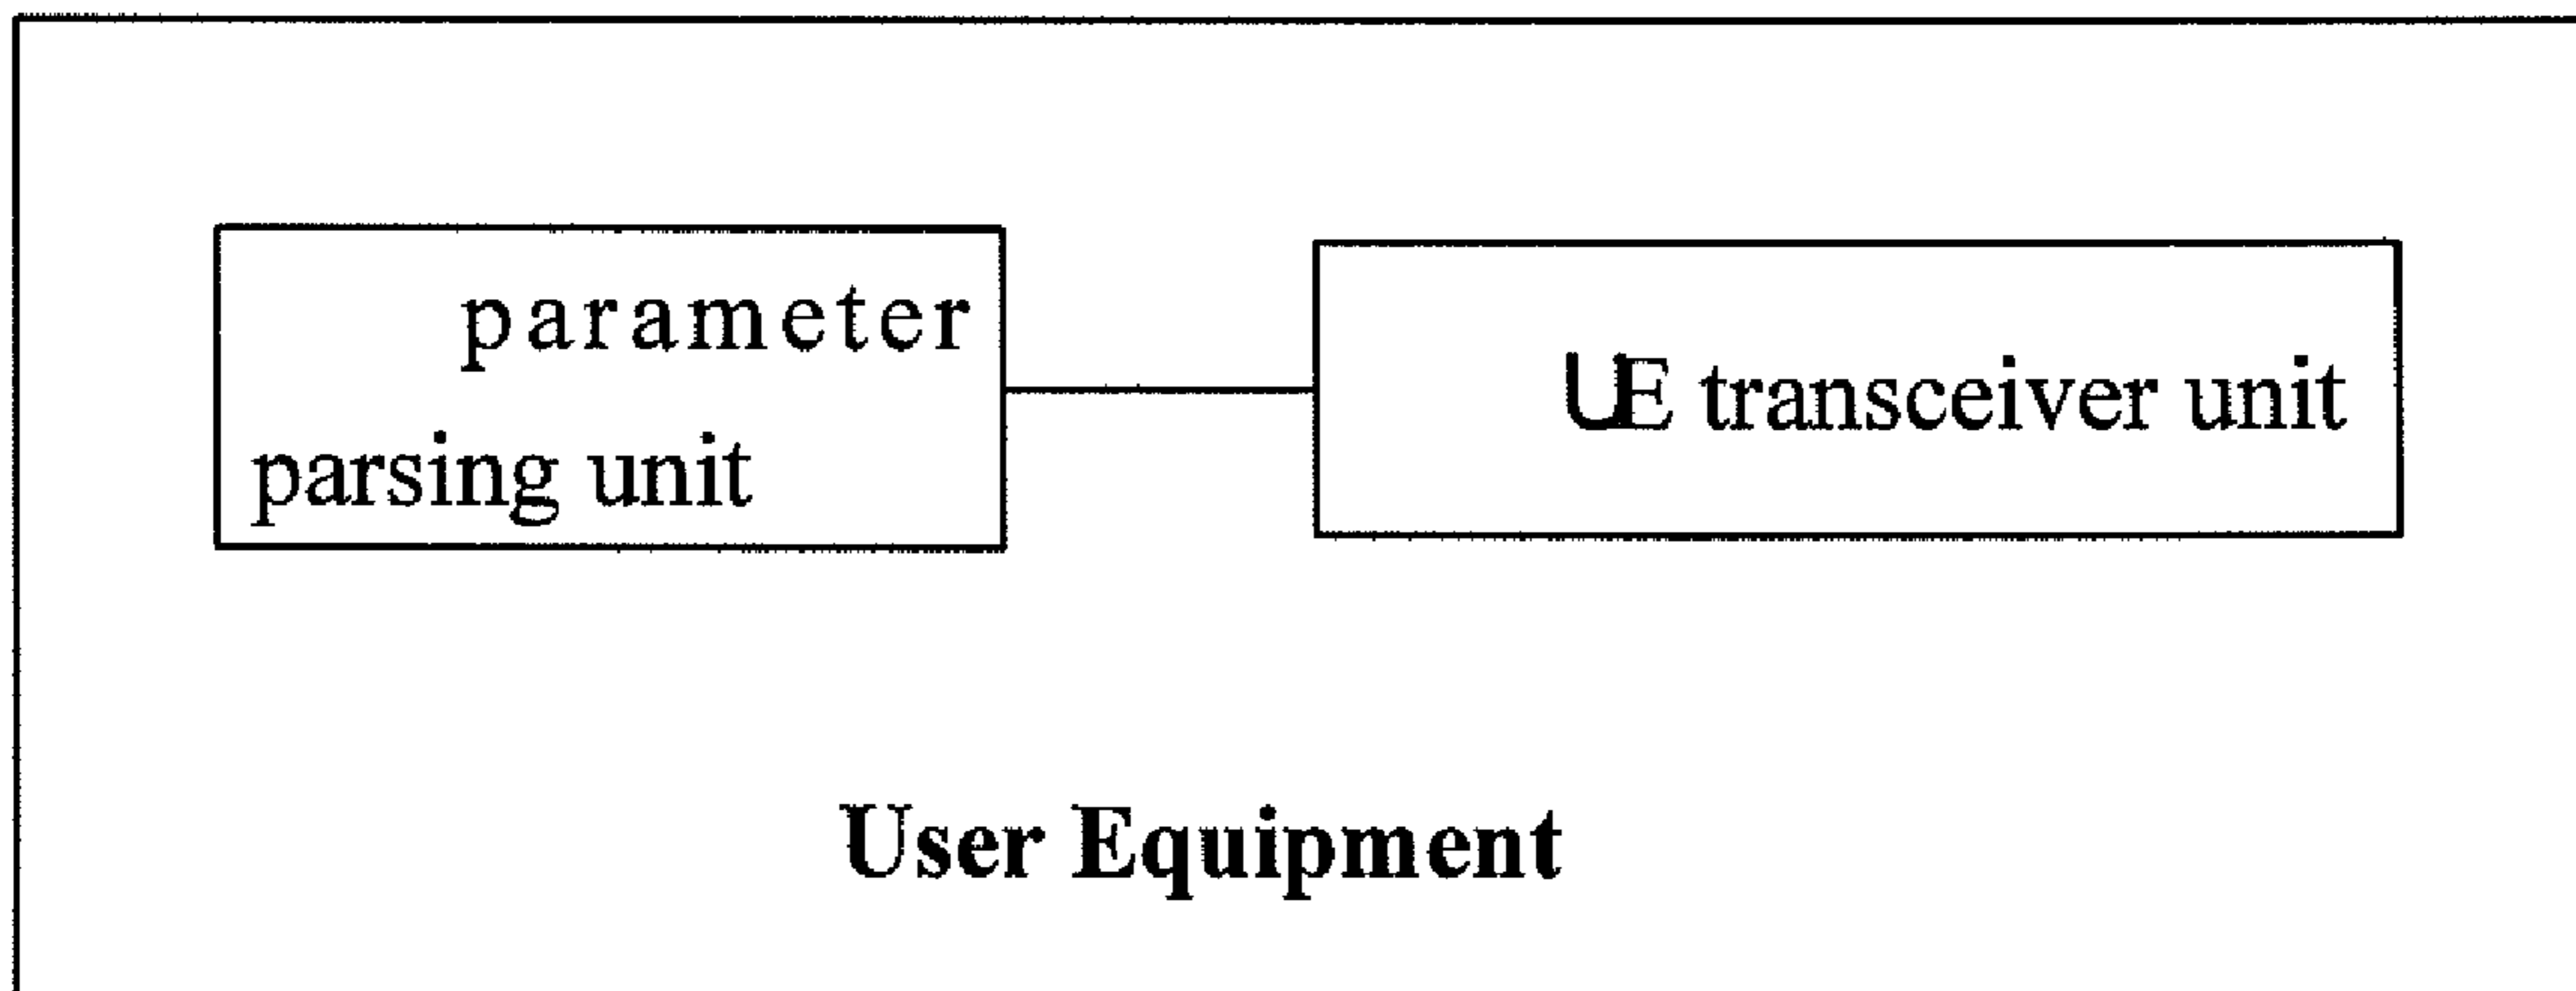 parameter
parsing unit
UE transceiver unit
User Equipment